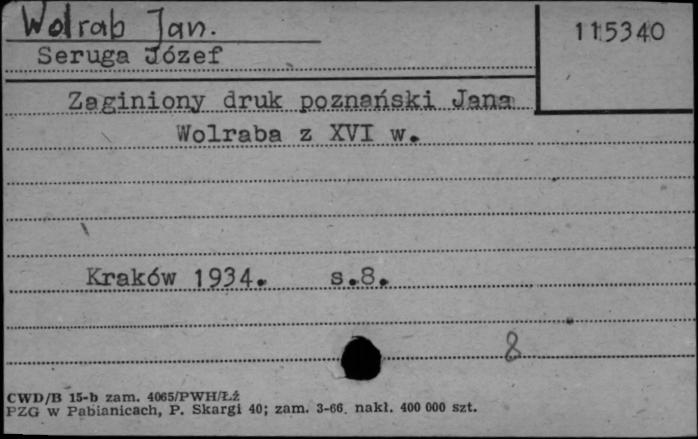 Wolrab Jan.
115340
Seruga Józef
Zaginiony druk poznański Jana
Wolraba z XVI w.
Kraków 1934. s.8.
8
CWD/B 15-b zam. 4065/PWH/Łź
PZG w Pabianicach, P. Skargi 40; zam. 3-66. nakł. 400 000 szt.